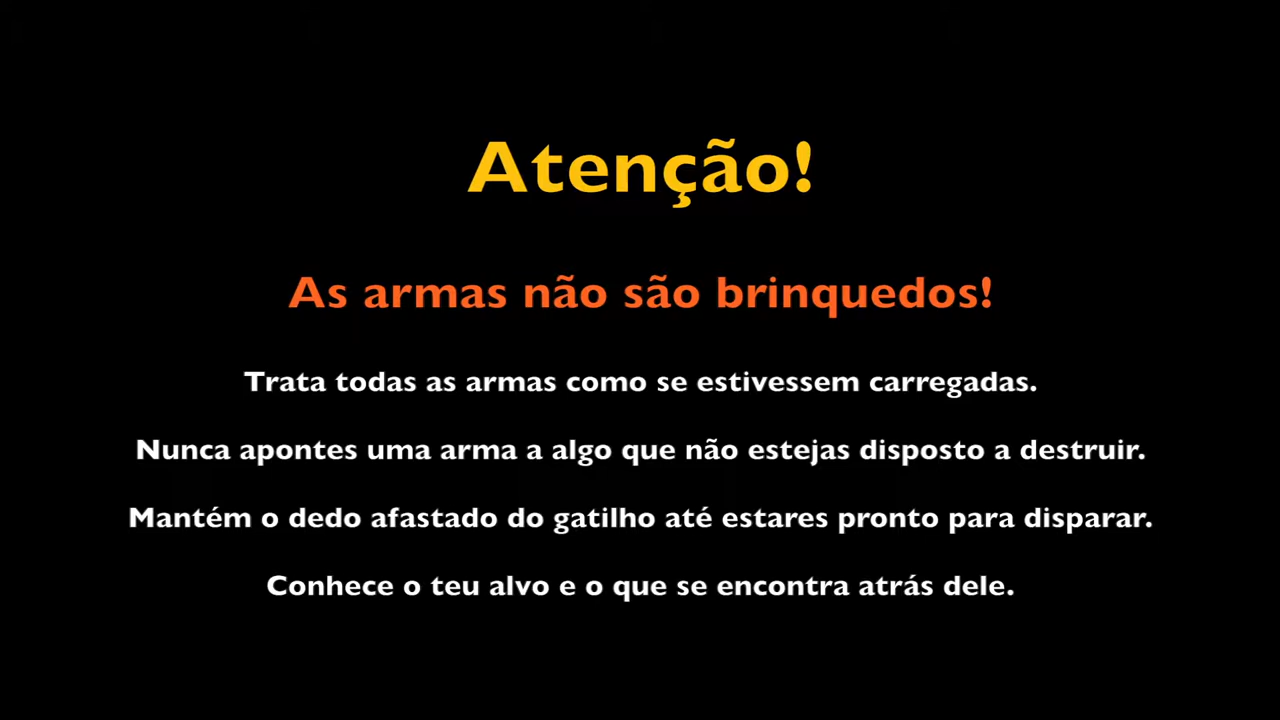 Atenção!
As armas não são brinquedos!
Trata todas as armas como se estivessem carregadas.
Nunca apontes uma arma a algo que não estejas disposto a destruir.
Mantém o dedo afastado do gatilho até estares pronto para disparar.
Conhece o teu alvo e o que se encontra atrás dele.